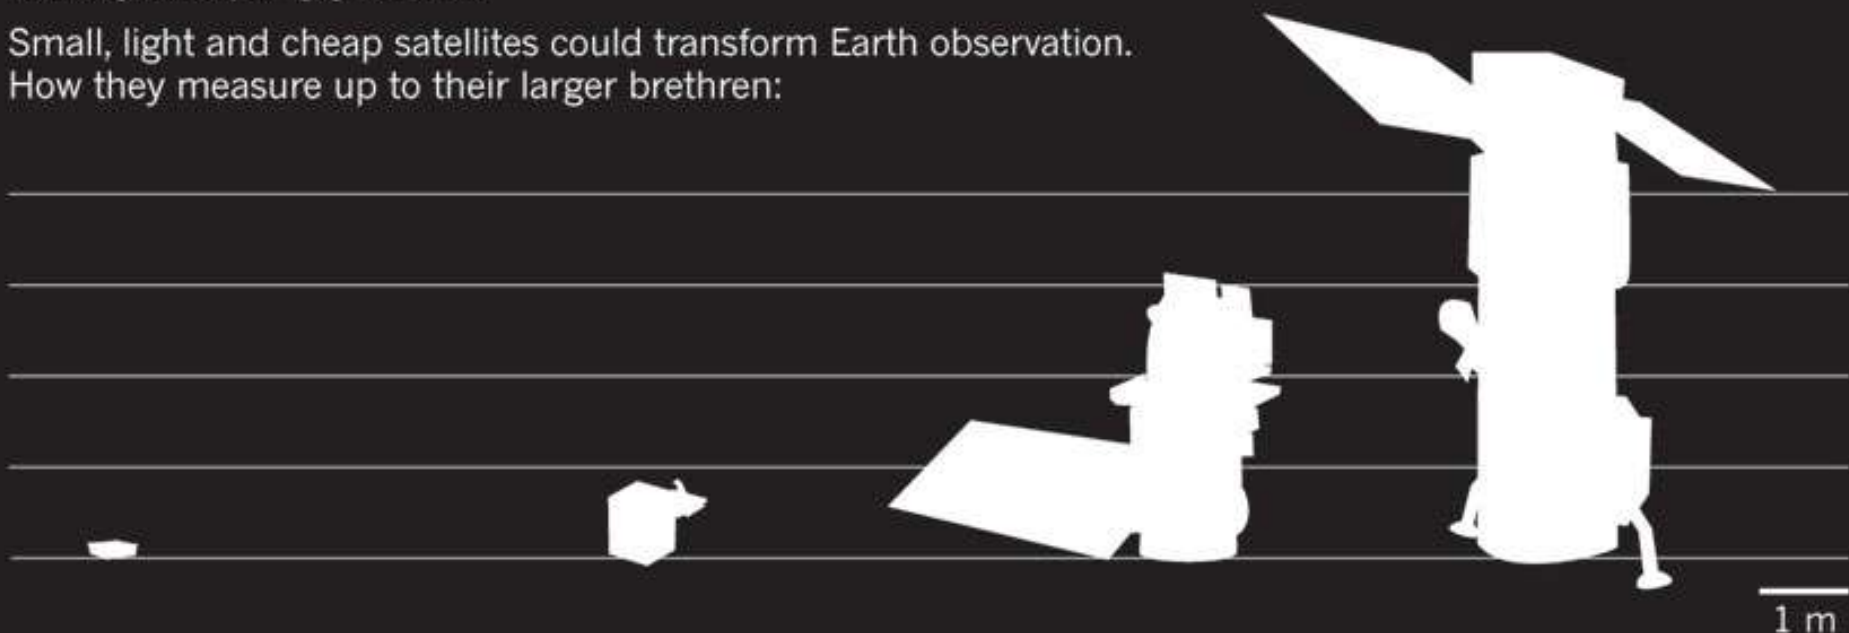 Small, light and cheap satellites could transform Earth observation.
How they measure up to their larger brethren:
1 m